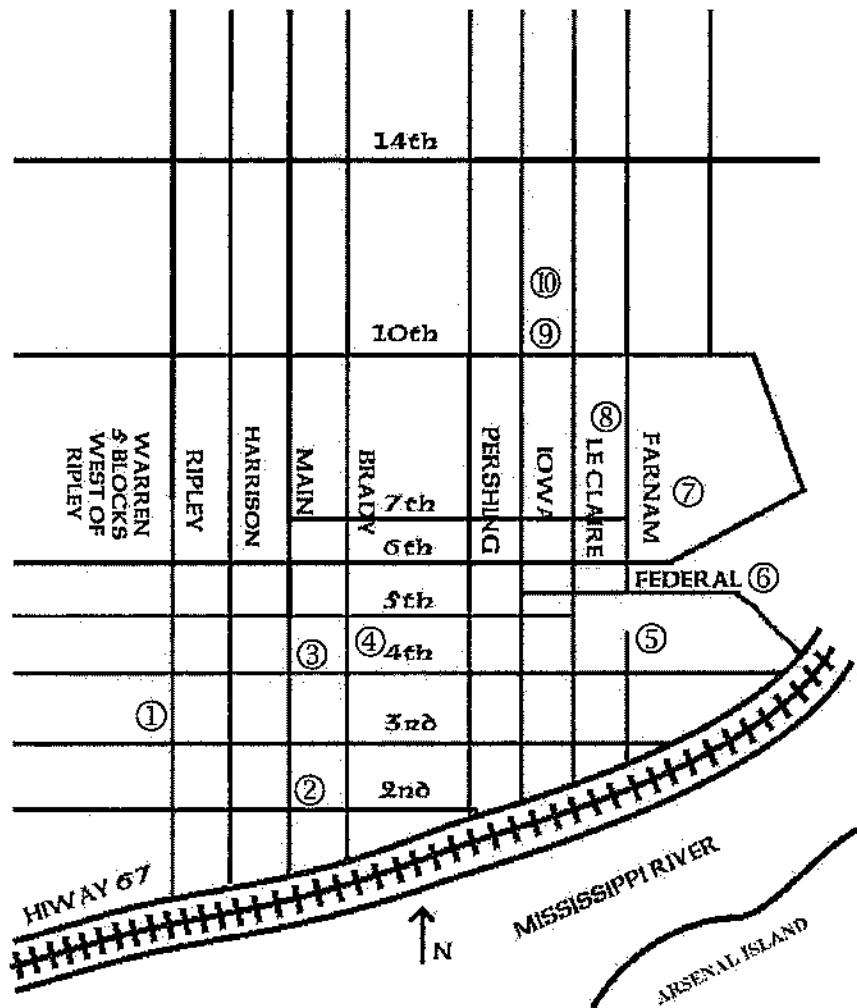 14th
⑩
⑨
10th
WARREN
5 BLOCKS
WEST OF
RIPLEY
RIPLEY
HARRISON
MAIN
BRADY
PERSHING
IOWA
LE CLAIRE
⑧
FARNAM
⑦
7th
6th
FEDERAL ⑥
5th
③
④
4th
⑤
①
3rd
②
2nd
HIWAY 67
MISSISSIPPI RIVER
N
ARSENAL ISLAND